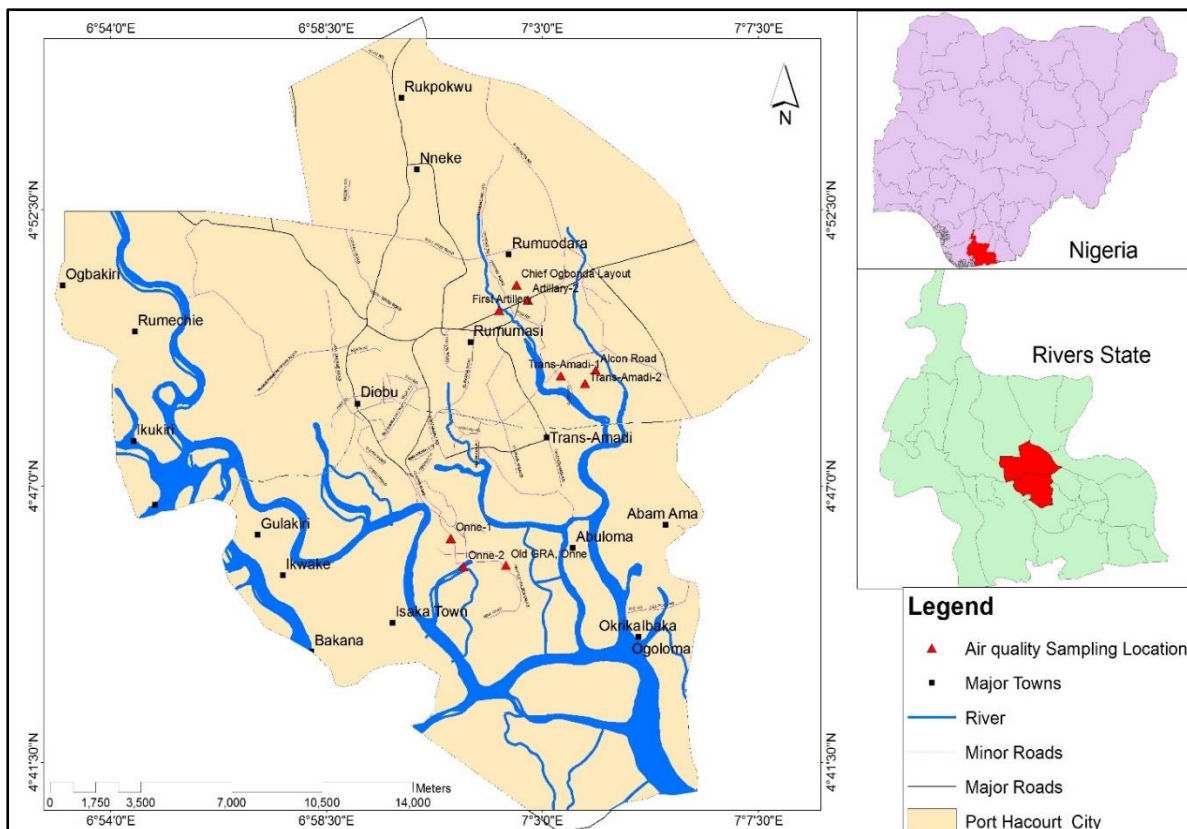 6°54'0"E
6°58'30"E
7°3'0"E
7°7'30"E
Rukpokwu
N
Nneke
4°52'30"N
4°52'30"N
Rumuodara
Ogbakiri
Chief Ogbonda Layout
Artillary-2
First Artillery
Rumechie
Rumumasi
Alcon Road
Trans-Amadi-1
Trans-Amadi-2
Diobu
Ikukiri
Trans-Amadi
4°47'0"N
4°47'0"N
Abam Ama
Gulakiri
Onne-1
Abuloma
Ikwake
Onne-2
Old GRA, Onne
Isaka Town
Bakana
OkrikaIbaka
Ogoloma
4°41'30"N
4°41'30"N
Meters
0 1,750 3,500 7,000 10,500 14,000
6°54'0"E
6°58'30"E
7°3'0"E
7°7'30"E
Nigeria
Rivers State
Legend
Air quality Sampling Location
Major Towns
River
Minor Roads
Major Roads
Port Hacourt City